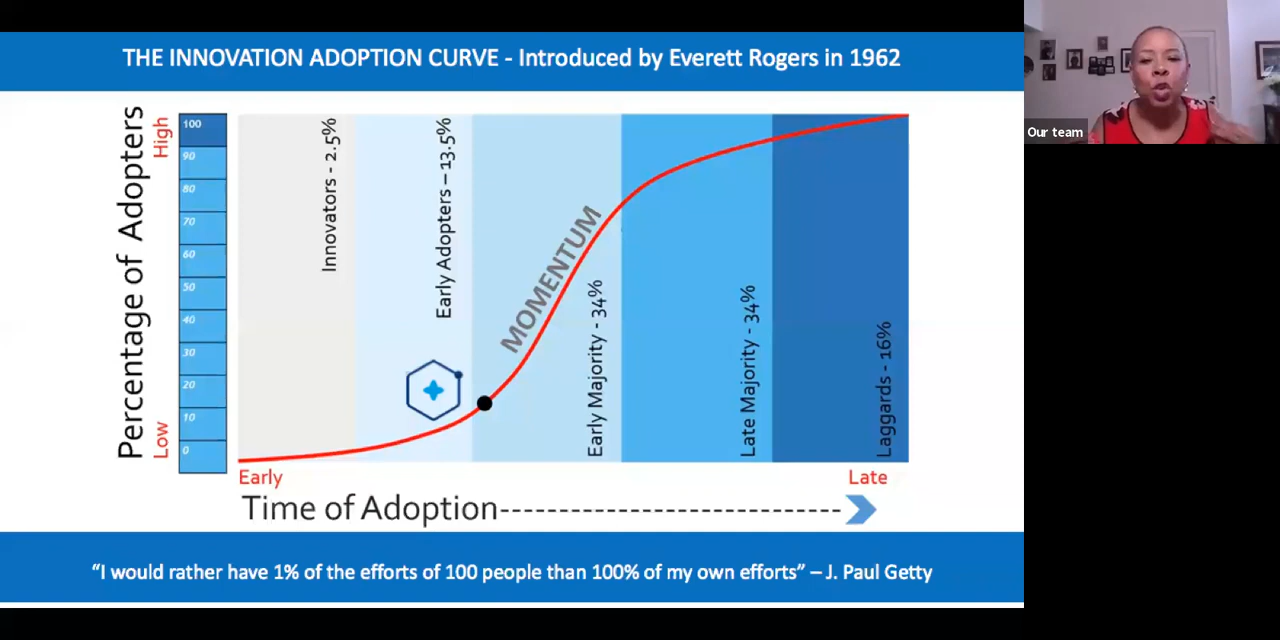 THE INNOVATION ADOPTION CURVE - Introduced by Everett Rogers in 1962
Our team
Percentage of Adopters
High
Low
100
90
80
70
60
50
40
30
20
10
0
Innovators - 2.5%
Early Adopters – 13.5%
MOMENTUM
Early Majority - 34%
Late Majority - 34%
Laggards - 16%
Early
Late
Time of Adoption
“I would rather have 1% of the efforts of 100 people than 100% of my own efforts” – J. Paul Getty